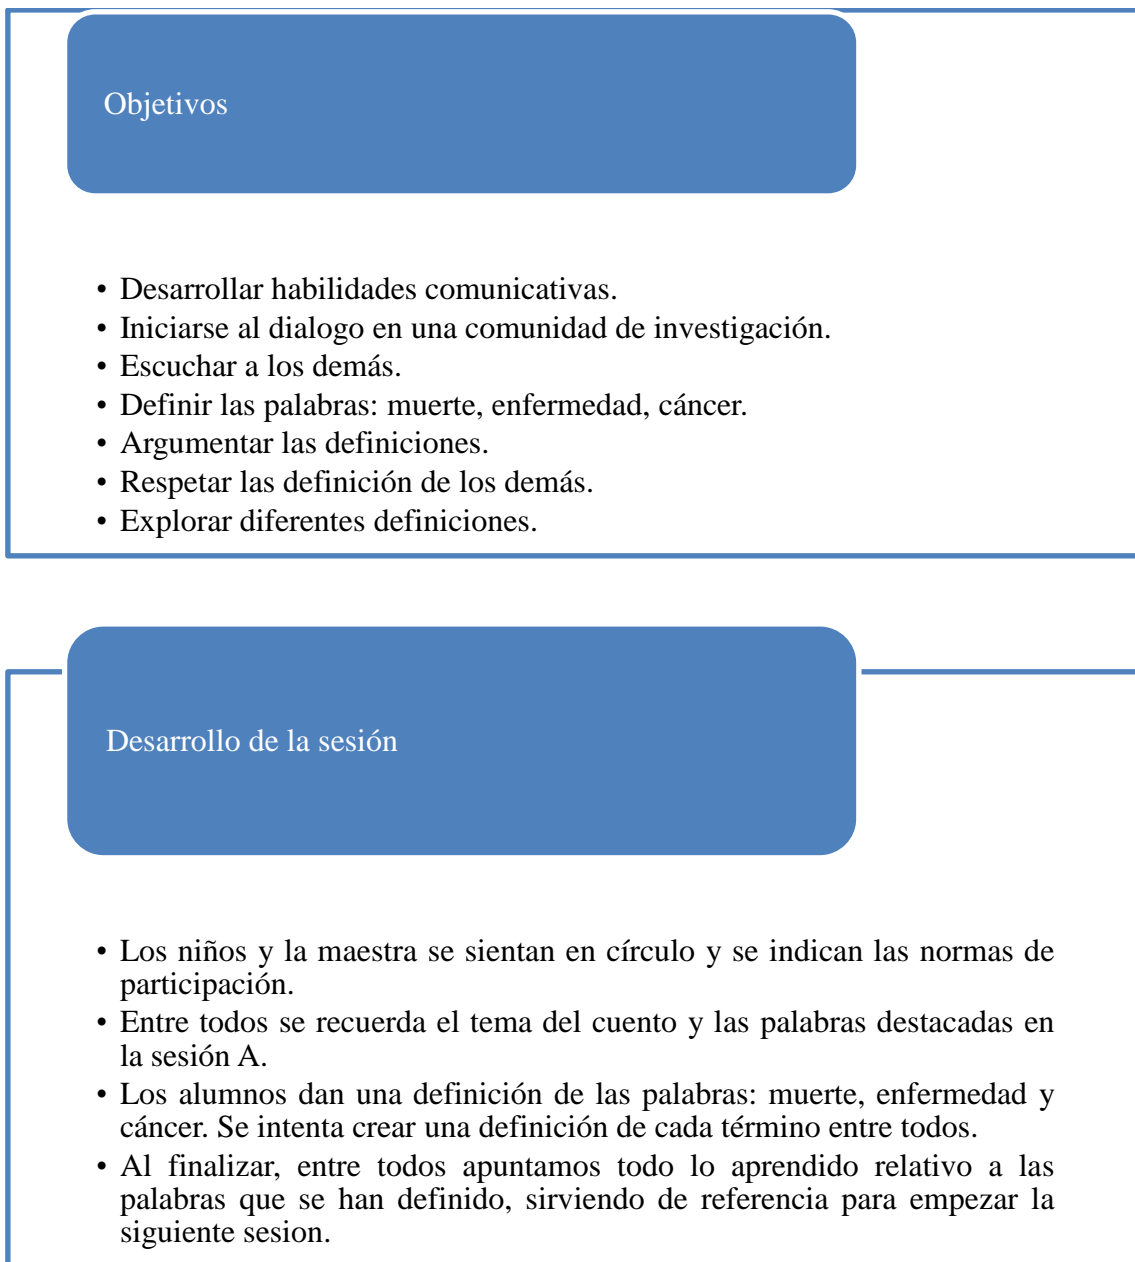 Objetivos
• Desarrollar habilidades comunicativas.
• Iniciarse al dialogo en una comunidad de investigación.
• Escuchar a los demás.
• Definir las palabras: muerte, enfermedad, cáncer.
• Argumentar las definiciones.
• Respetar las definición de los demás.
• Explorar diferentes definiciones.
Desarrollo de la sesión
• Los niños y la maestra se sientan en círculo y se indican las normas de
participación.
• Entre todos se recuerda el tema del cuento y las palabras destacadas en
la sesión A.
• Los alumnos dan una definición de las palabras: muerte, enfermedad y
cáncer. Se intenta crear una definición de cada término entre todos.
• Al finalizar, entre todos apuntamos todo lo aprendido relativo a las
palabras que se han definido, sirviendo de referencia para empezar la
siguiente sesion.